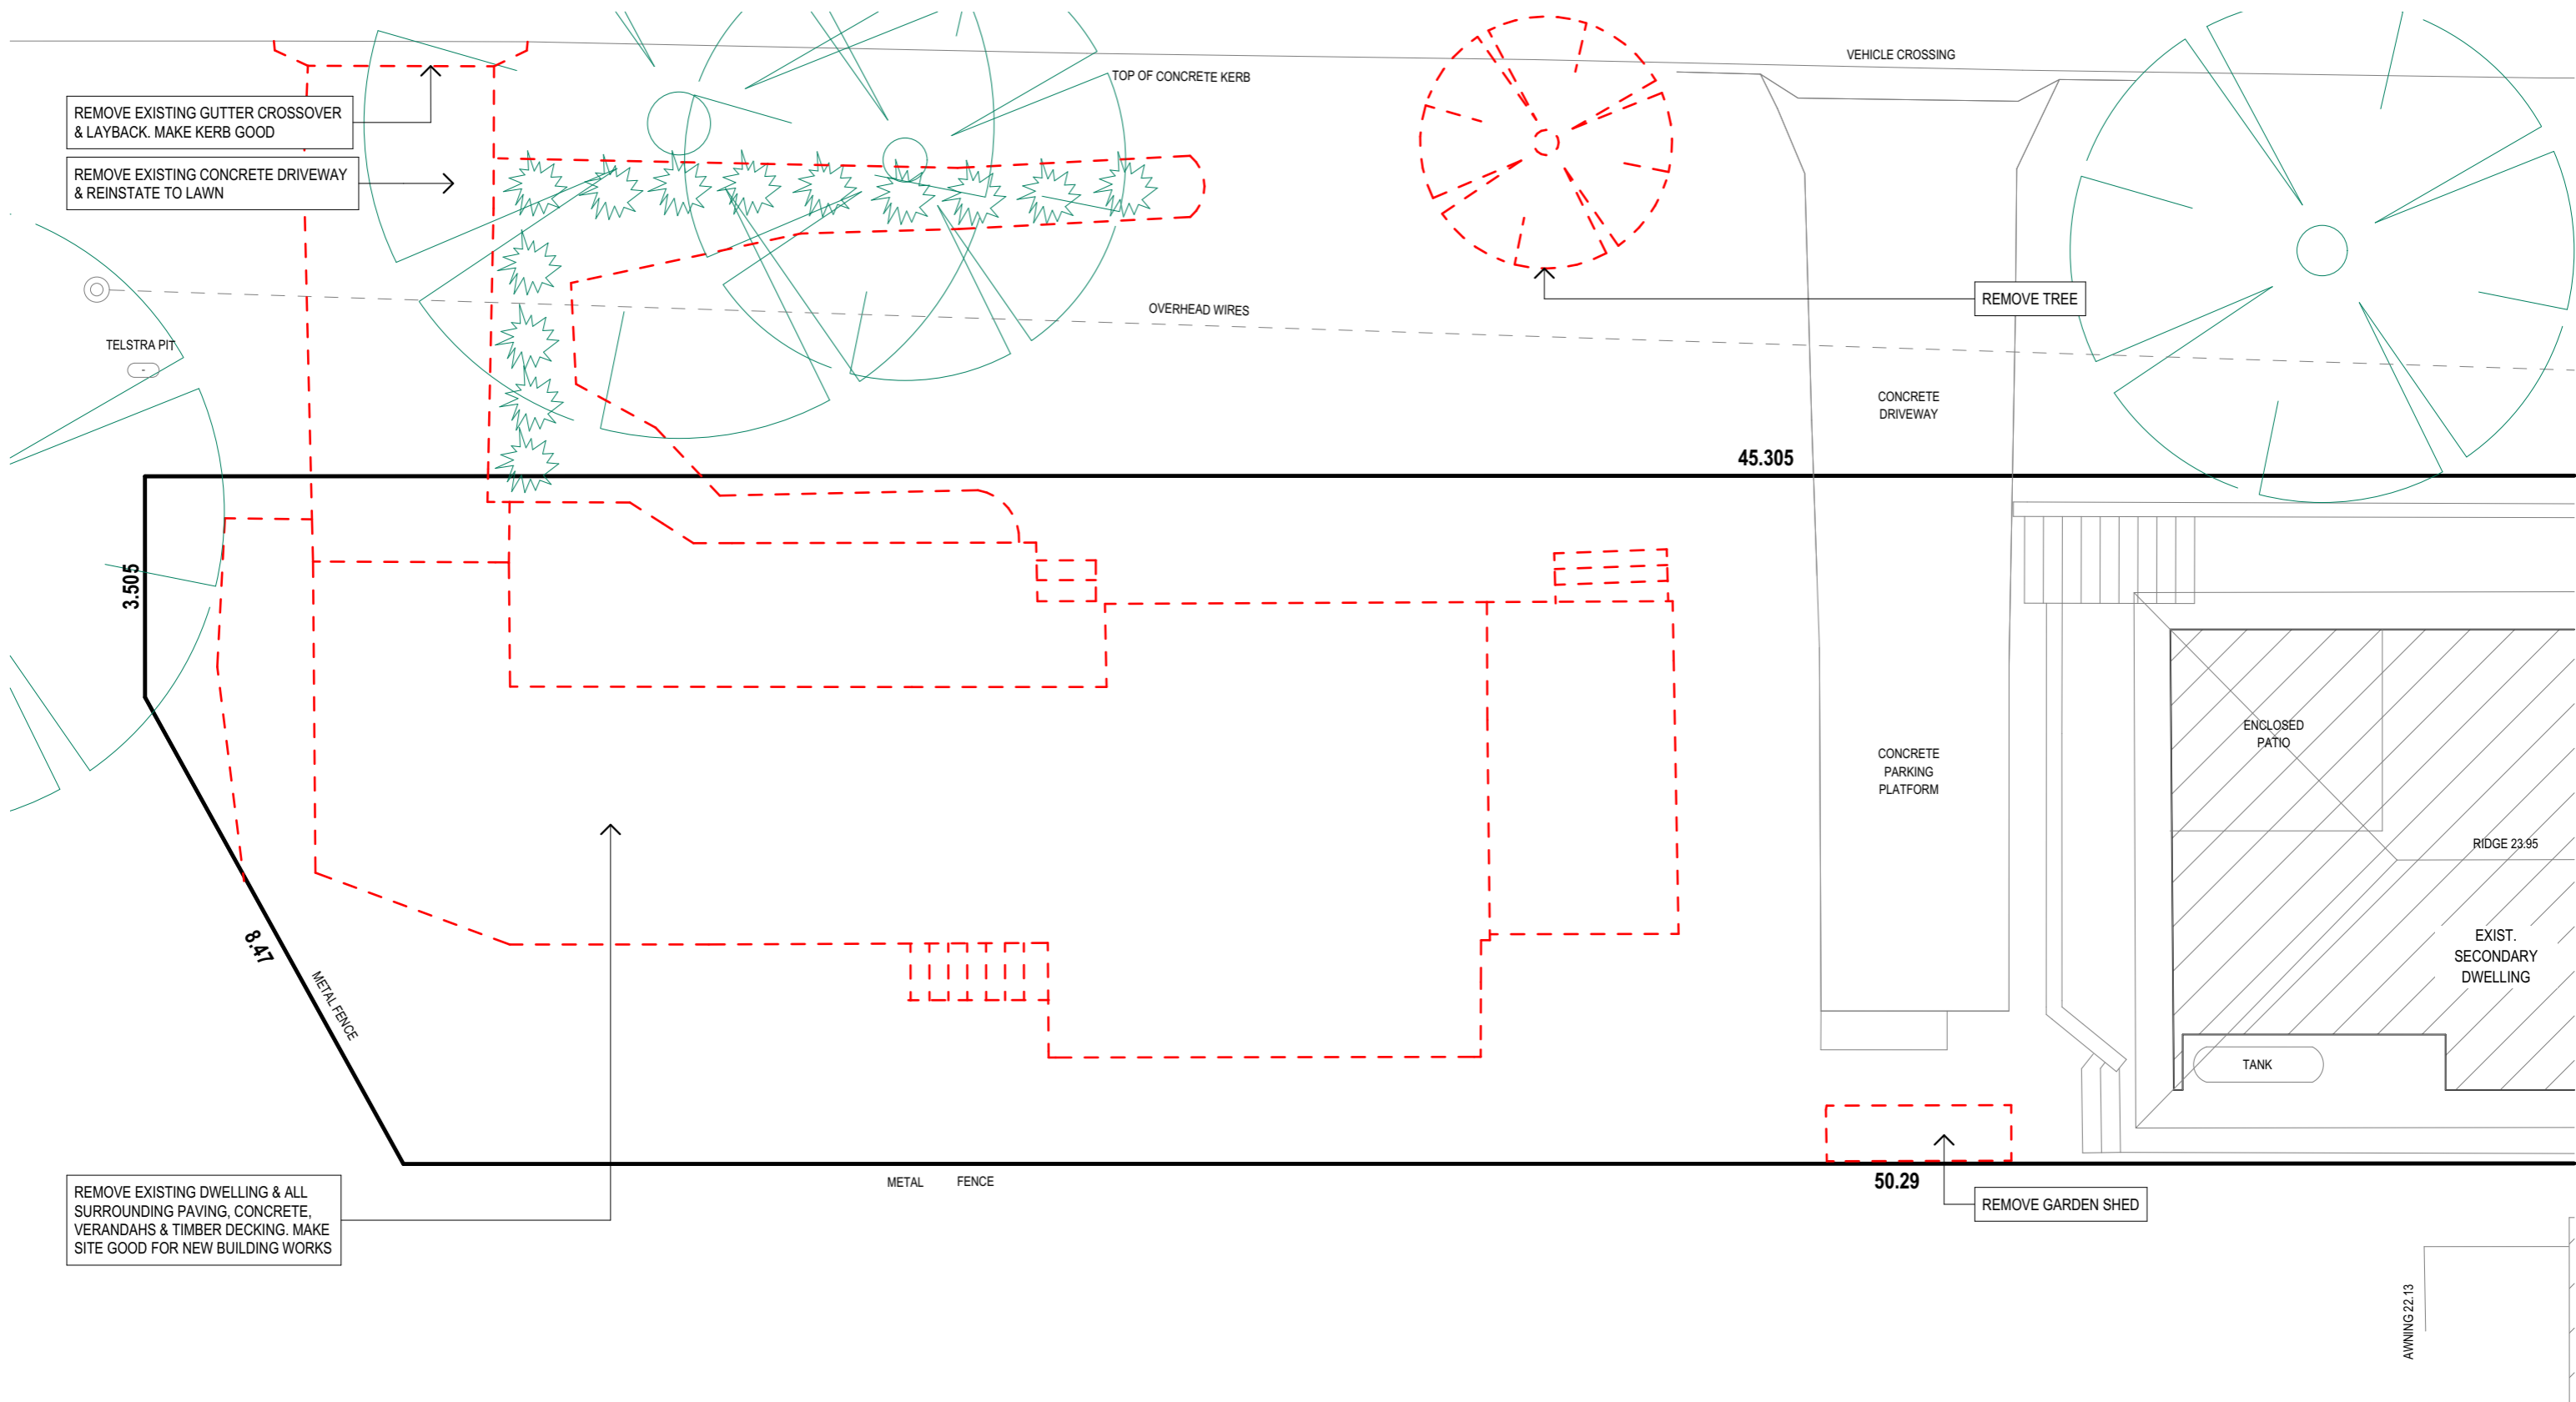 VEHICLE CROSSING
TOP OF CONCRETE KERB
REMOVE EXISTING GUTTER CROSSOVER
& LAYBACK. MAKE KERB GOOD
REMOVE EXISTING CONCRETE DRIVEWAY
& REINSTATE TO LAWN
REMOVE TREE
OVERHEAD WIRES
TELSTRA PIT
CONCRETE
DRIVEWAY
45.305
3.505
ENCLOSED
PATIO
CONCRETE
PARKING
PLATFORM
RIDGE 23.95
8.47
METAL FENCE
EXIST.
SECONDARY
DWELLING
TANK
METAL FENCE
50.29
REMOVE EXISTING DWELLING & ALL
SURROUNDING PAVING, CONCRETE,
VERANDAHS & TIMBER DECKING. MAKE
SITE GOOD FOR NEW BUILDING WORKS
REMOVE GARDEN SHED
AWNING 22.13